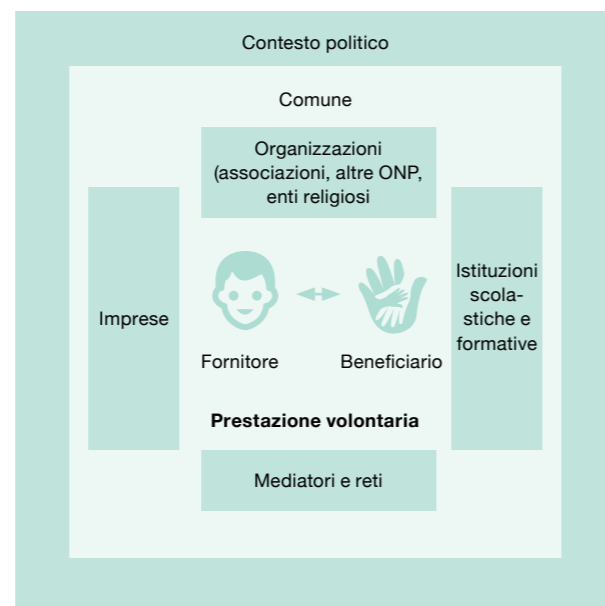 Contesto politico
Comune
Organizzazioni
(associazioni, altre ONP,
enti religiosi
Imprese
Istituzioni
scola-
stiche e
formative
Fornitore
Beneficiario
Prestazione volontaria
Mediatori e reti